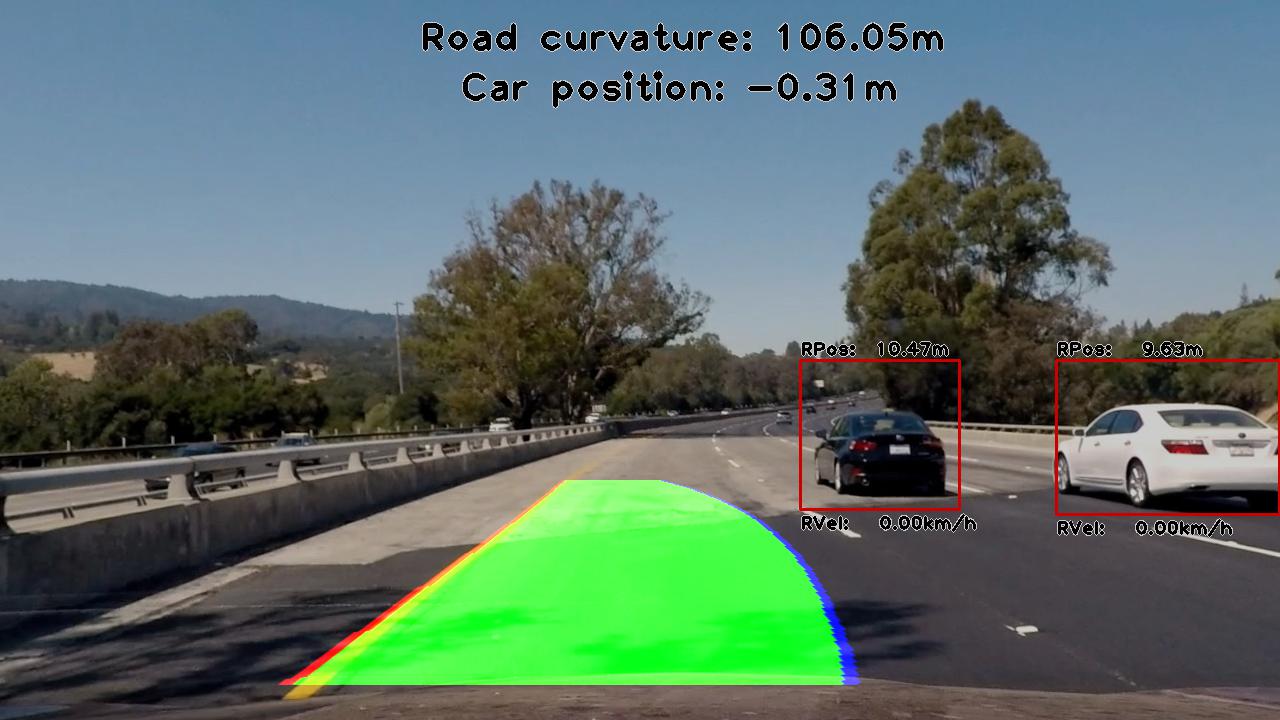 Road curvature: 106.05m
Car position: -0.31m
RPos: 10.47m
RPos: 9.63m
RVel: 0.00km/h
RVel: 0.00km/h